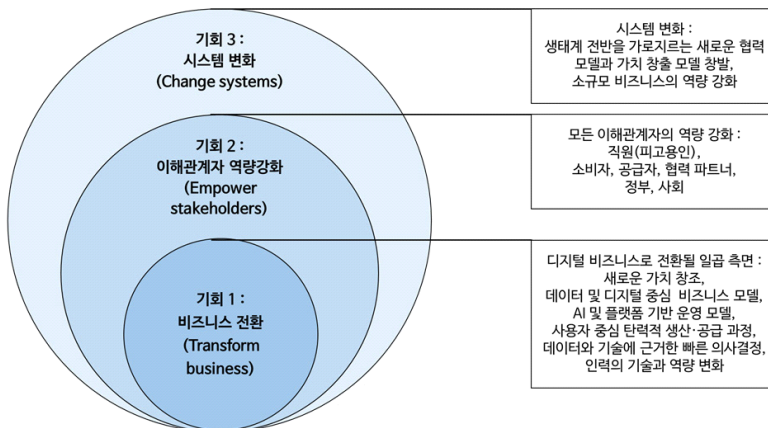 기회 3 :
시스템 변화
(Change systems)
시스템 변화 :
생태계 전반을 가로지르는 새로운 협력
모델과 가치 창출 모델 창발,
소규모 비즈니스의 역량 강화
기회 2 :
이해관계자 역량강화
(Empower
stakeholders)
모든 이해관계자의 역량 강화 :
직원(피고용인),
소비자, 공급자, 협력 파트너,
정부, 사회
기회 1 :
비즈니스 전환
(Transform
business)
디지털 비즈니스로 전환될 일곱 측면 :
새로운 가치 창조,
데이터 및 디지털 중심 비즈니스 모델,
AI 및 플랫폼 기반 운영 모델,
사용자 중심 탄력적 생산·공급 과정,
데이터와 기술에 근거한 빠른 의사결정,
인력의 기술과 역량 변화